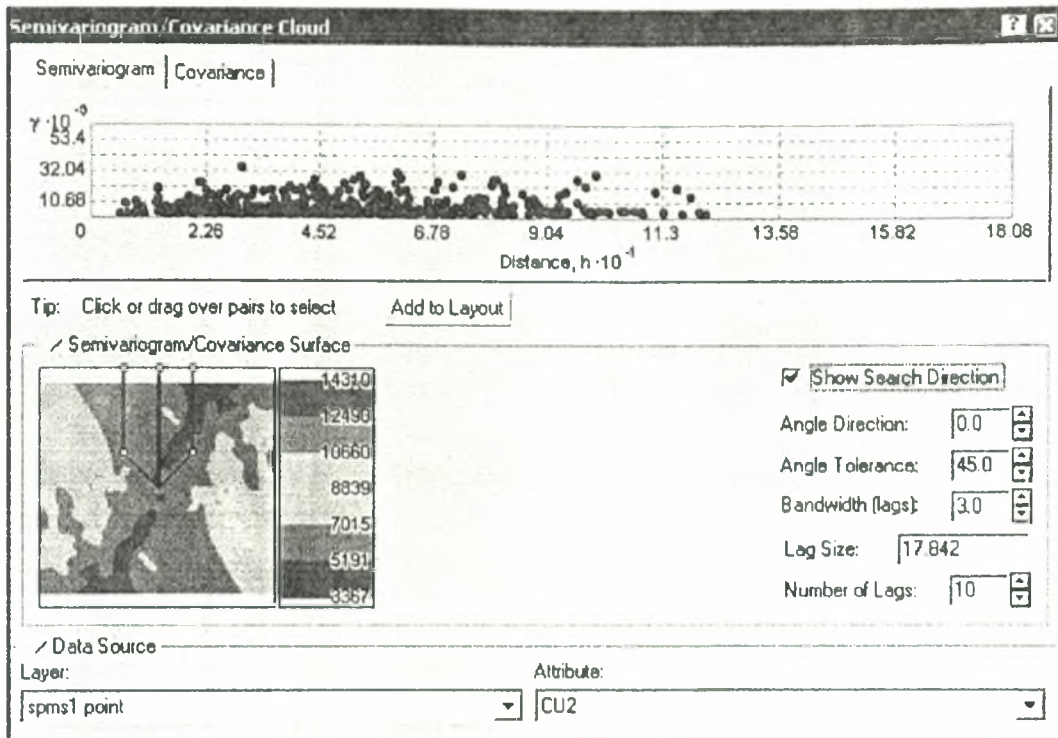 Semivariogram/Covariance Cloud
Semivariogram Covariance
γ · 10
53.4
32.04
10.68
0 2.26 4.52 6.78 9.04 11.3 13.58 15.82 18.08
Distance, h · 10⁻¹
Tip: Click or drag over pairs to select Add to Layout
Semivariogram/Covariance Surface
14310
12490
10660
8839
7015
5191
3367
Show Search Direction
Angle Direction: 0.0
Angle Tolerance: 45.0
Bandwidth (lags): 3.0
Lag Size: 17.842
Number of Lags: 10
Data Source
Layer: Attribute:
spms1 point CU2